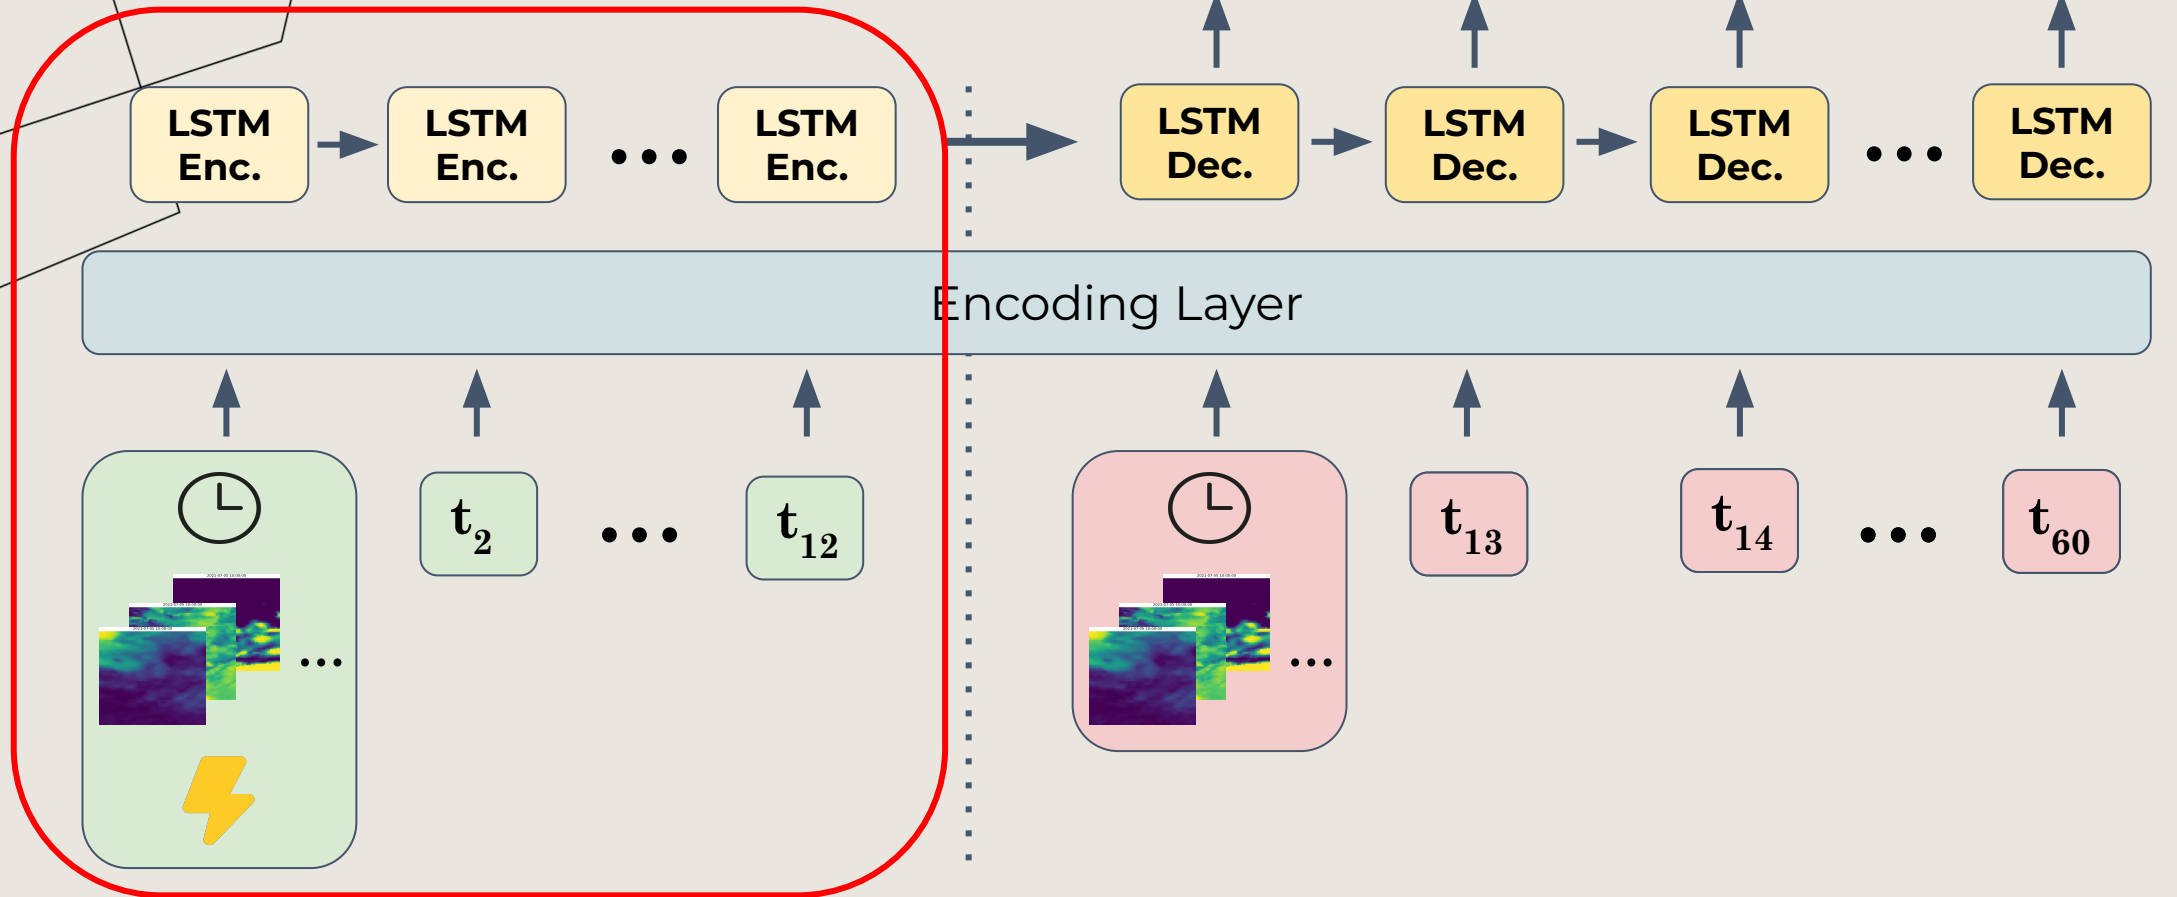 LSTM
Enc.
LSTM
Enc.
LSTM
Enc.
LSTM
Dec.
LSTM
Dec.
LSTM
Dec.
LSTM
Dec.
Encoding Layer
t2
t12
t13
t14
t60